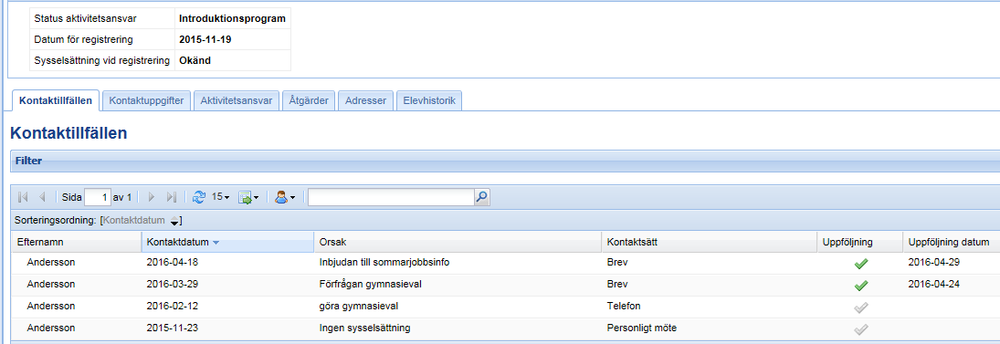 Status aktivitetsansvar Introduktionsprogram
Datum för registrering 2015-11-19
Sysselsättning vid registrering Okänd
Kontaktillfällen Kontaktuppgifter Aktivitetsansvar Åtgärder Adresser Elevhistorik
Kontaktillfällen
Filter
Sida 1 av 1 15
Sorteringsordning: [Kontaktdatum ]
Efternamn Kontaktdatum Orsak Kontaktsätt Uppföljning Uppföljning datum
Andersson 2016-04-18 Inbjudan till sommarjobbsinfo Brev 2016-04-29
Andersson 2016-03-29 Förfrågan gymnasieval Brev 2016-04-24
Andersson 2016-02-12 göra gymnasieval Telefon
Andersson 2015-11-23 Ingen sysselsättning Personligt möte